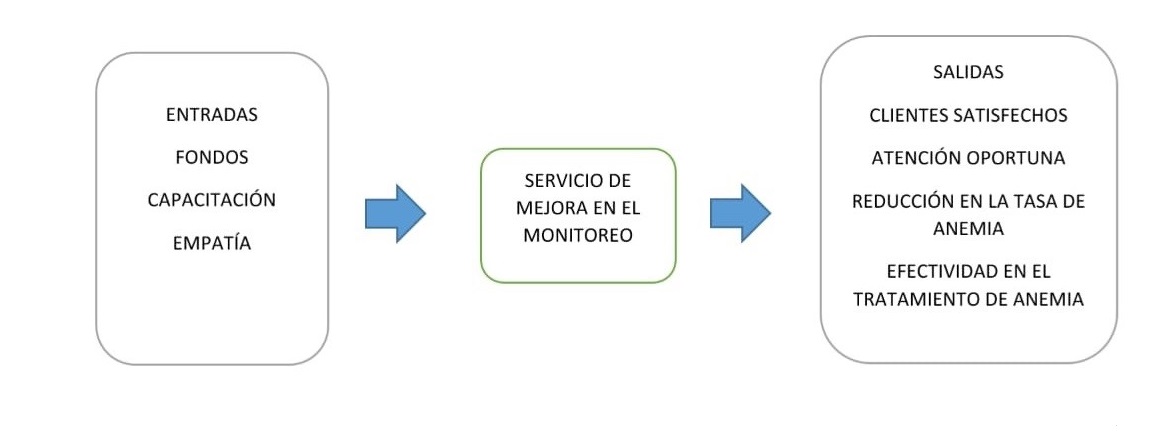 ENTRADAS
FONDOS
CAPACITACIÓN
EMPATÍA
SERVICIO DE
MEJORA EN EL
MONITOREO
SALIDAS
CLIENTES SATISFECHOS
ATENCIÓN OPORTUNA
REDUCCIÓN EN LA TASA DE
ANEMIA
EFECTIVIDAD EN EL
TRATAMIENTO DE ANEMIA